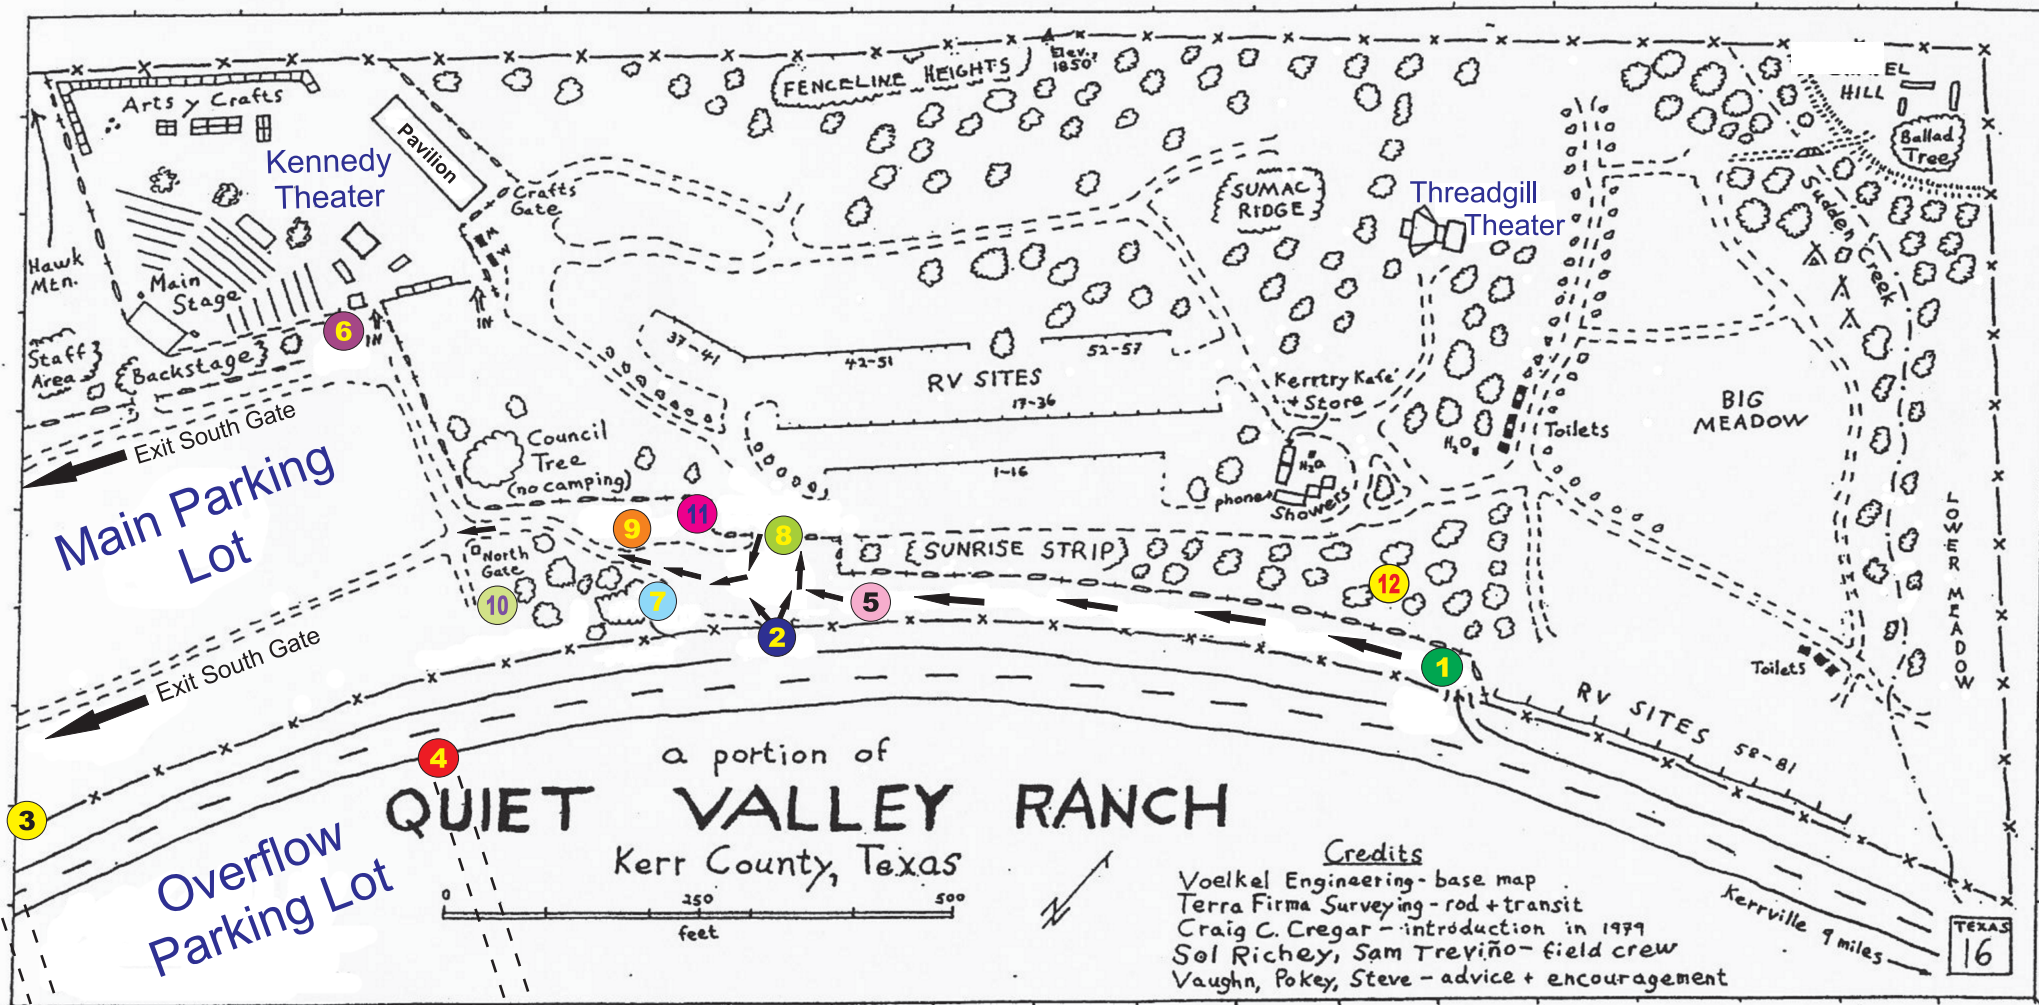 Elev.
1850'
FENCELINE HEIGHTS
Arts y Crafts
Pavilion
Kennedy
Theater
Crafts
Gate
M
W
HILL
Ballad
Tree
SUMAC
RIDGE
Threadgill
Theater
Sudden Creek
Hawk
Mtn.
Main
Stage
6
IN
IN
Staff
Area
Backstage
37-41
42-51
52-57
RV SITES
17-36
1-16
Kerrtry Kafe'
+ Store
H₂O
Toilets
BIG
MEADOW
Exit South Gate
Main Parking
Lot
Council
Tree
(no camping)
H₂O
phone
Showers
9
11
8
SUNRISE STRIP
12
North
Gate
10
7
5
2
1
LOWER MEADOW
Toilets
Exit South Gate
RV SITES 58-81
3
4
Overflow
Parking Lot
a portion of
QUIET VALLEY RANCH
Kerr County, Texas
0 250 500
feet
N
Credits
Voelkel Engineering - base map
Terra Firma Surveying - rod + transit
Craig C. Cregar - introduction in 1979
Sol Richey, Sam Treviño - field crew
Vaughn, Pokey, Steve - advice + encouragement
Kerrville 9 miles
TEXAS
16